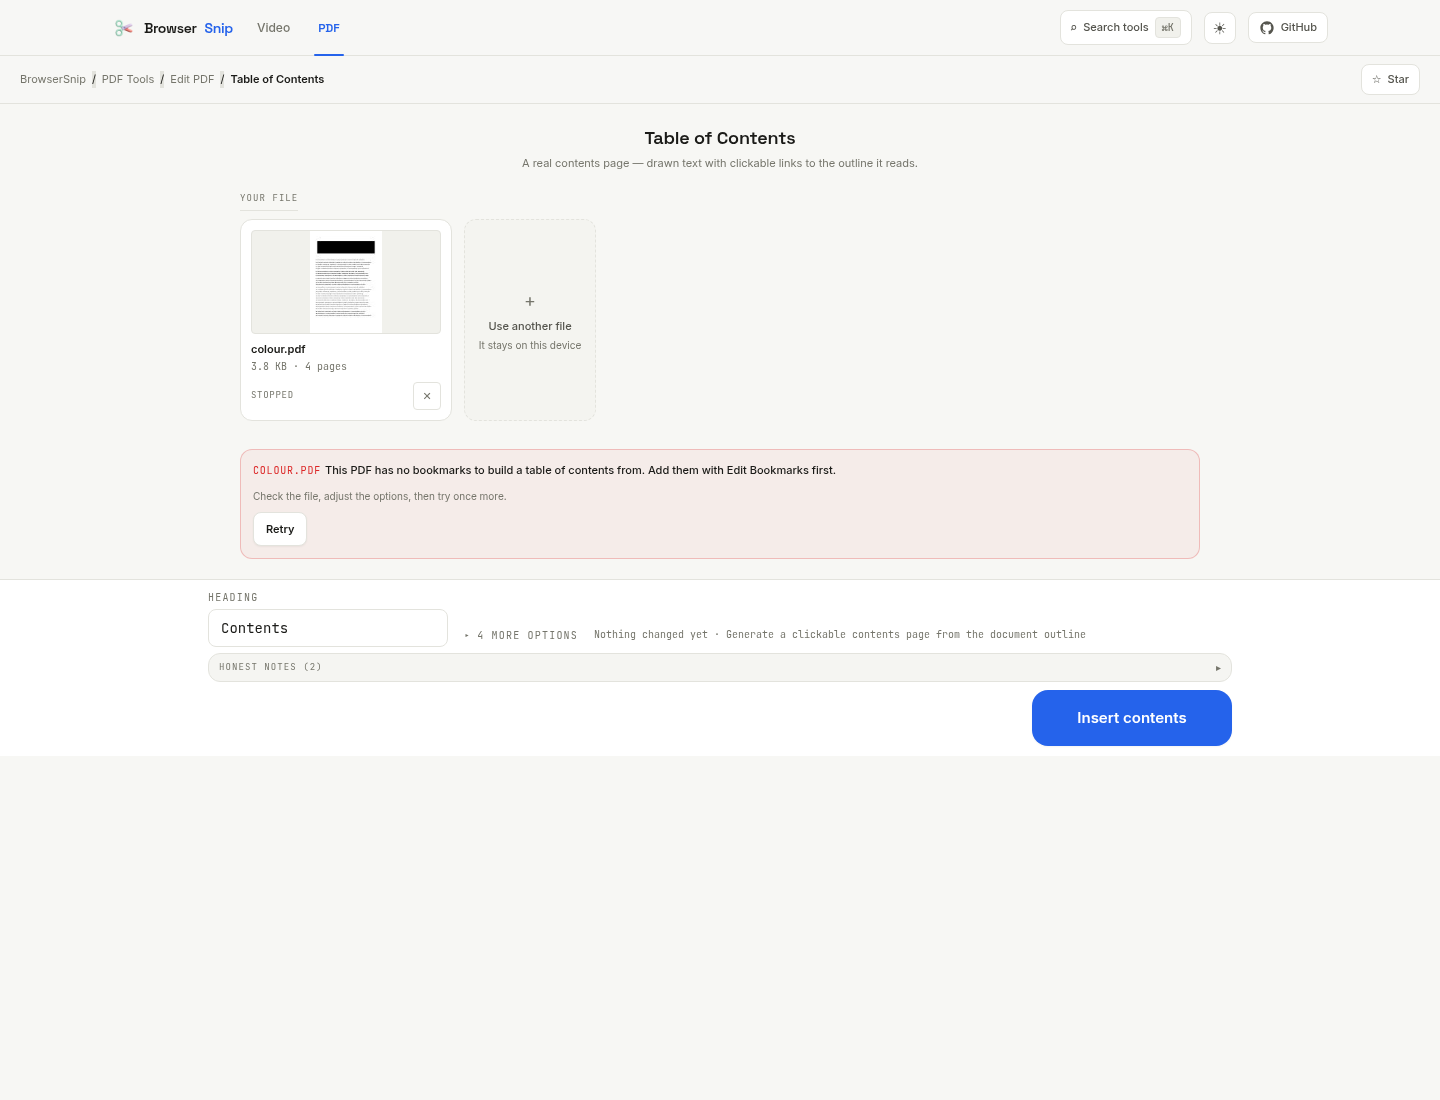 Browser Snip Video PDF Search tools ⌘K GitHub
BrowserSnip / PDF Tools / Edit PDF / Table of Contents Star
Table of Contents
A real contents page — drawn text with clickable links to the outline it reads.
YOUR FILE
+
Use another file
It stays on this device
colour.pdf
3.8 KB · 4 pages
STOPPED
COLOUR.PDF This PDF has no bookmarks to build a table of contents from. Add them with Edit Bookmarks first.
Check the file, adjust the options, then try once more.
Retry
HEADING
Contents
4 MORE OPTIONS Nothing changed yet · Generate a clickable contents page from the document outline
HONEST NOTES (2)
Insert contents